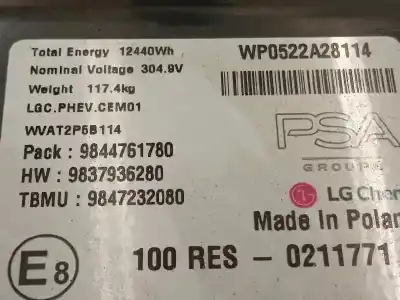 Total Energy 12440Wh
Nominal Voltage 304.9V
Weight 117.4kg
LGC.PHEV.CEM01
WVAT2P5B114
Pack : 9844761780
HW : 9837936280
TBMU : 9847232080
WP0522A28114
PSA
GROUPE
LG Chem
Made In Polan
E8
100 RES - 0211771